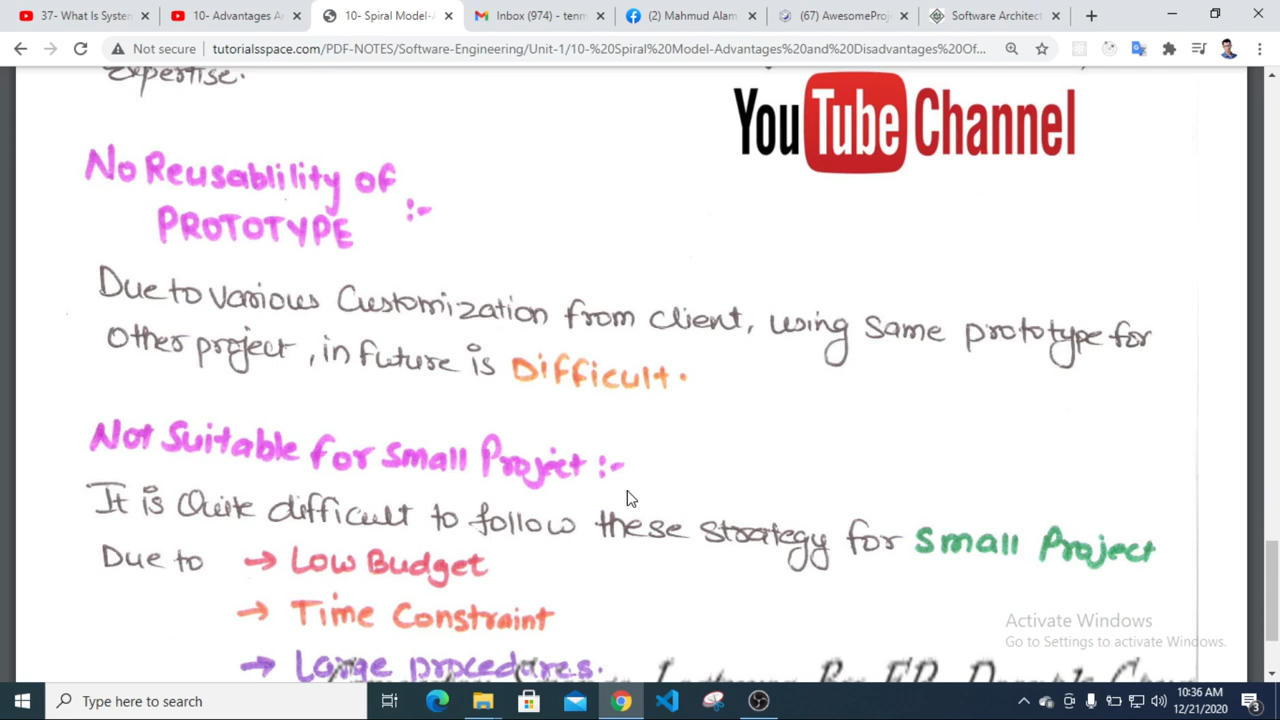 37- What Is System
10- Advantages Ar
10- Spiral Model-A
Inbox (974) - tenm
(2) Mahmud Alam
(67) AwesomeProj
Software Architect
Not secure
tutorialsspace.com/PDF-NOTES/Software-Engineering/Unit-1/10-%20Spiral%20Model-Advantages%20and%20Disadvantages%20Of...
Expertise.
YouTube Channel
No Reusablility of
PROTOTYPE :-
Due to various Customization from client, using same prototype for
other project, in future is Difficult.
Not Suitable for small Project :-
It is Quite difficult to follow these strategy for Small Project
Due to → Low Budget
→ Time Constraint
→ Large procedures.
Activate Windows
Go to Settings to activate Windows.
Type here to search
10:36 AM
12/21/2020
3